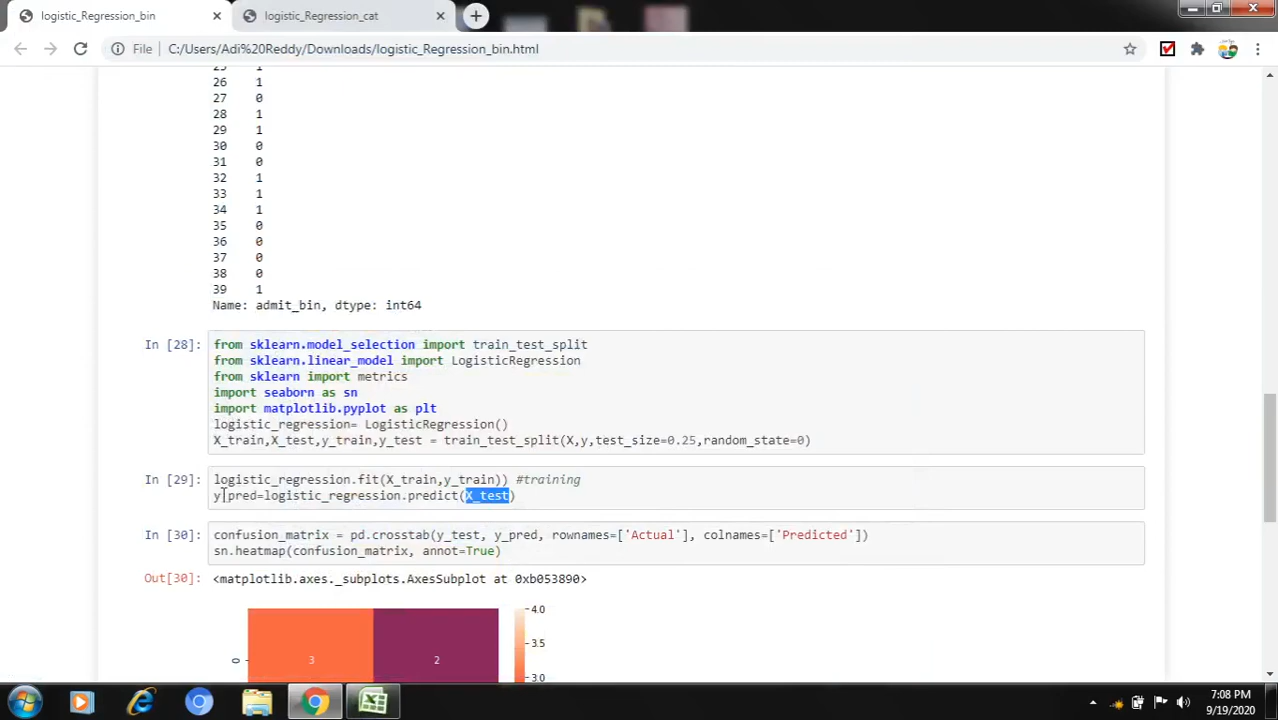 logistic_Regression_bin
logistic_Regression_cat
File
C:/Users/Adi%20Reddy/Downloads/logistic_Regression_bin.html
26 1
27 0
28 1
29 1
30 0
31 0
32 1
33 1
34 1
35 0
36 0
37 0
38 0
39 1
Name: admit_bin, dtype: int64
In [28]:
from sklearn.model_selection import train_test_split
from sklearn.linear_model import LogisticRegression
from sklearn import metrics
import seaborn as sn
import matplotlib.pyplot as plt
logistic_regression= LogisticRegression()
X_train,X_test,y_train,y_test = train_test_split(X,y,test_size=0.25,random_state=0)
In [29]:
logistic_regression.fit(X_train,y_train)) #training
y_pred=logistic_regression.predict(X_test)
In [30]:
confusion_matrix = pd.crosstab(y_test, y_pred, rownames=['Actual'], colnames=['Predicted'])
sn.heatmap(confusion_matrix, annot=True)
Out[30]:
<matplotlib.axes._subplots.AxesSubplot at 0xb053890>
4.0
3.5
0
3
2
3.0
7:08 PM
9/19/2020